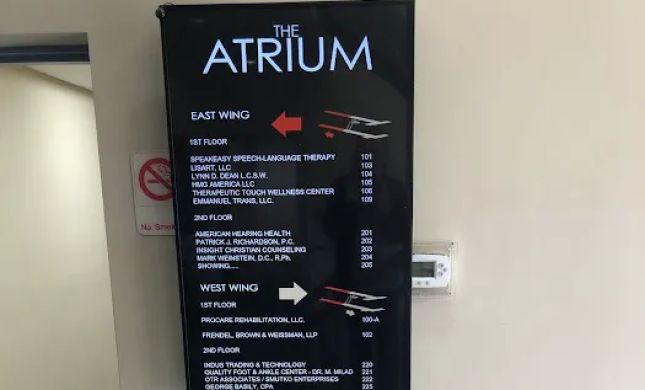 THE
ATRIUM
EAST WING
1ST FLOOR
SPEAKEASY SPEECH-LANGUAGE THERAPY 101
LISART, LLC 103
LYNN D. DEAN L.C.S.W. 104
HMG AMERICA LLC 105
THERAPEUTIC TOUCH WELLNESS CENTER 106
EMMANUEL TRANS, LLC. 109
2ND FLOOR
AMERICAN HEARING HEALTH 201
PATRICK J. RICHARDSON, P.C. 202
INSIGHT CHRISTIAN COUNSELING 203
MARK WEINSTEIN, D.C., R.Ph. 204
SHOWING..... 205
No Smok
WEST WING
1ST FLOOR
PROCARE REHABILITATION, LLC. 100-A
FRENDEL, BROWN & WEISSMAN, LLP 102
2ND FLOOR
INDUS TRADING & TECHNOLOGY 220
QUALITY FOOT & ANKLE CENTER - DR. M. MILAD 221
OTR ASSOCIATES / SMUTKO ENTERPRISES 222
GEORGE BASILY, CPA 225